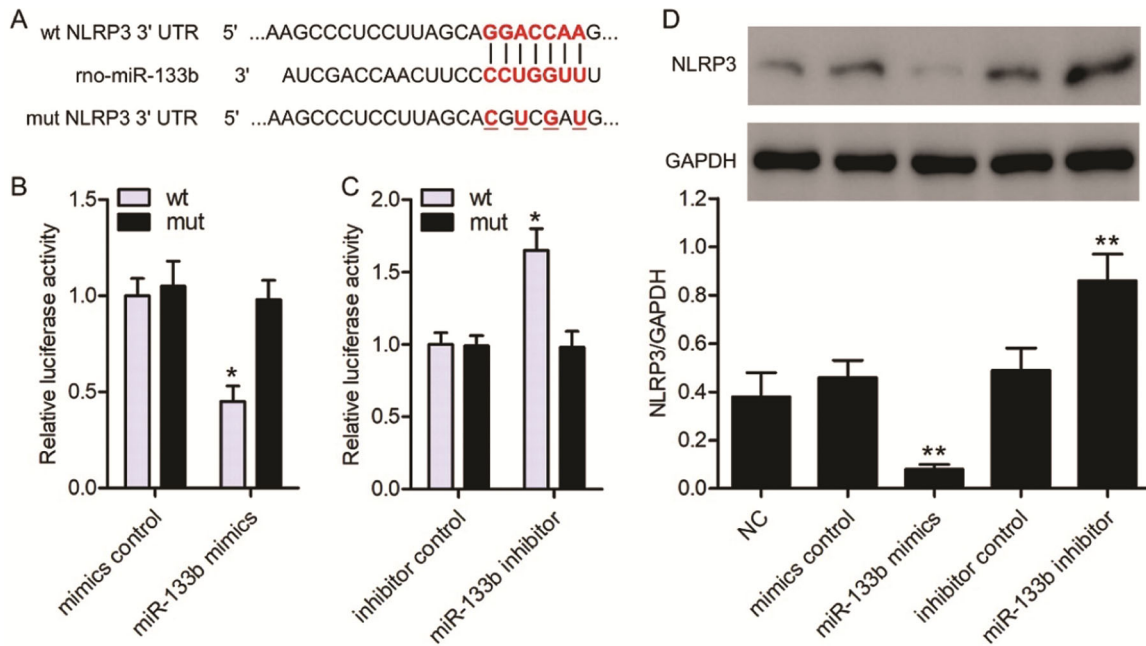 A
wt NLRP3 3' UTR 5' ...AAGCCCUCCUUAGCAGGACCAAG...
rno-miR-133b 3' AUCGACCAACUUCCCCUGGUUU
mut NLRP3 3' UTR 5' ...AAGCCCUCCUUAGCACGUCGAUG...
B
wt
mut
Relative luciferase activity
1.5
1.0
0.5
0.0
*
mimics control
miR-133b mimics
C
wt
mut
Relative luciferase activity
2.0
1.5
1.0
0.5
0.0
*
inhibitor control
miR-133b inhibitor
D
NLRP3
GAPDH
NLRP3/GAPDH
1.2
1.0
0.8
0.6
0.4
0.2
0.0
**
**
NC
mimics control
miR-133b mimics
inhibitor control
miR-133b inhibitor